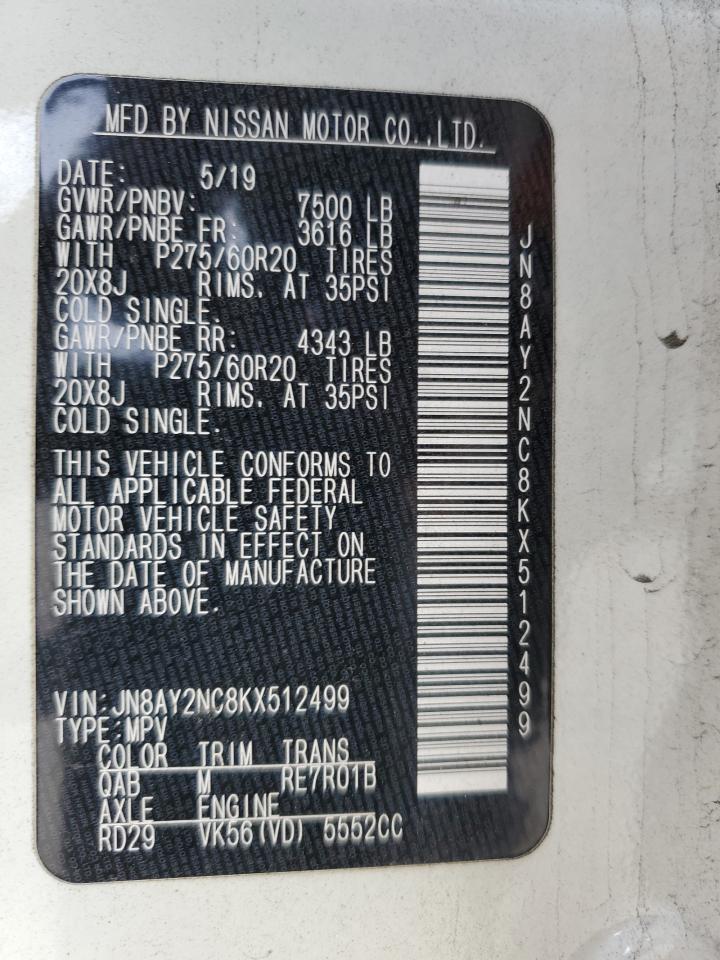 MFD BY NISSAN MOTOR CO.,LTD.
DATE: 5/19
GVWR/PNBV: 7500 LB
GAWR/PNBE FR: 3616 LB
WITH P275/60R20 TIRES
20X8J RIMS, AT 35PSI
COLD SINGLE.
GAWR/PNBE RR: 4343 LB
WITH P275/60R20 TIRES
20X8J RIMS, AT 35PSI
COLD SINGLE.
THIS VEHICLE CONFORMS TO
ALL APPLICABLE FEDERAL
MOTOR VEHICLE SAFETY
STANDARDS IN EFFECT ON
THE DATE OF MANUFACTURE
SHOWN ABOVE.
VIN:JN8AY2NC8KX512499
TYPE:MPV
COLOR TRIM TRANS
QAB M RE7R01B
AXLE ENGINE
RD29 VK56(VD) 5552CC
JN8AY2NC8KX512499